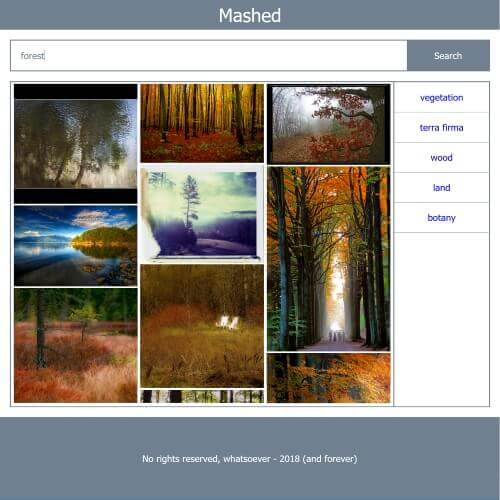 Mashed
forest
Search
vegetation
terra firma
wood
land
botany
No rights reserved, whatsoever - 2018 (and forever)